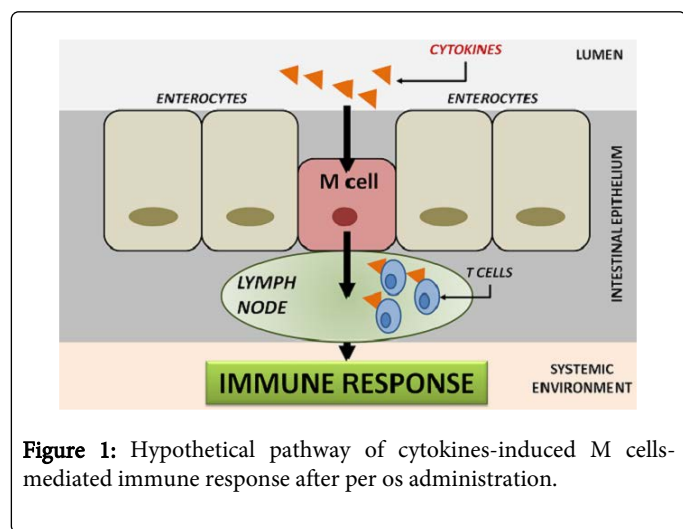 CYTOKINES
LUMEN
ENTEROCYTES
ENTEROCYTES
M cell
INTESTINAL EPITHELIUM
LYMPH
NODE
T CELLS
SYSTEMIC
ENVIRONMENT
IMMUNE RESPONSE
Figure 1: Hypothetical pathway of cytokines-induced M cells-
mediated immune response after per os administration.